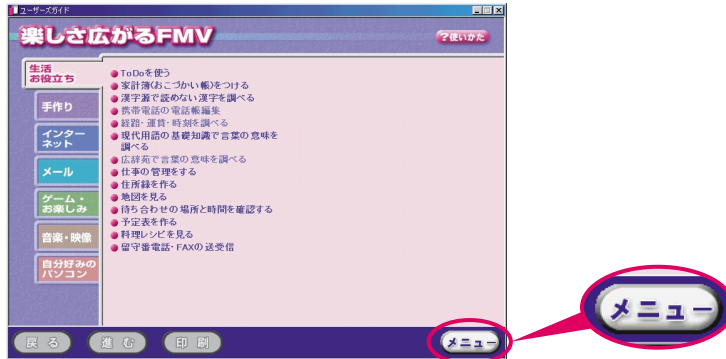 ユーザーズガイド
楽しさ広がるFMV
?使いかた
生活
お役立ち
手作り
インター
ネット
メール
ゲーム・
お楽しみ
音楽・映像
自分好みの
パソコン
ToDoを使う
家計簿(おこづかい帳)をつける
漢字源で読めない漢字を調べる
携帯電話の電話帳編集
経路・運賃・時刻を調べる
現代用語の基礎知識で言葉の意味を
調べる
広辞苑で言葉の意味を調べる
仕事の管理をする
住所録を作る
地図を見る
待ち合わせの場所と時間を確認する
予定表を作る
料理レシピを見る
留守番電話・FAXの送受信
戻る
進む
印刷
メニュー
メニュー